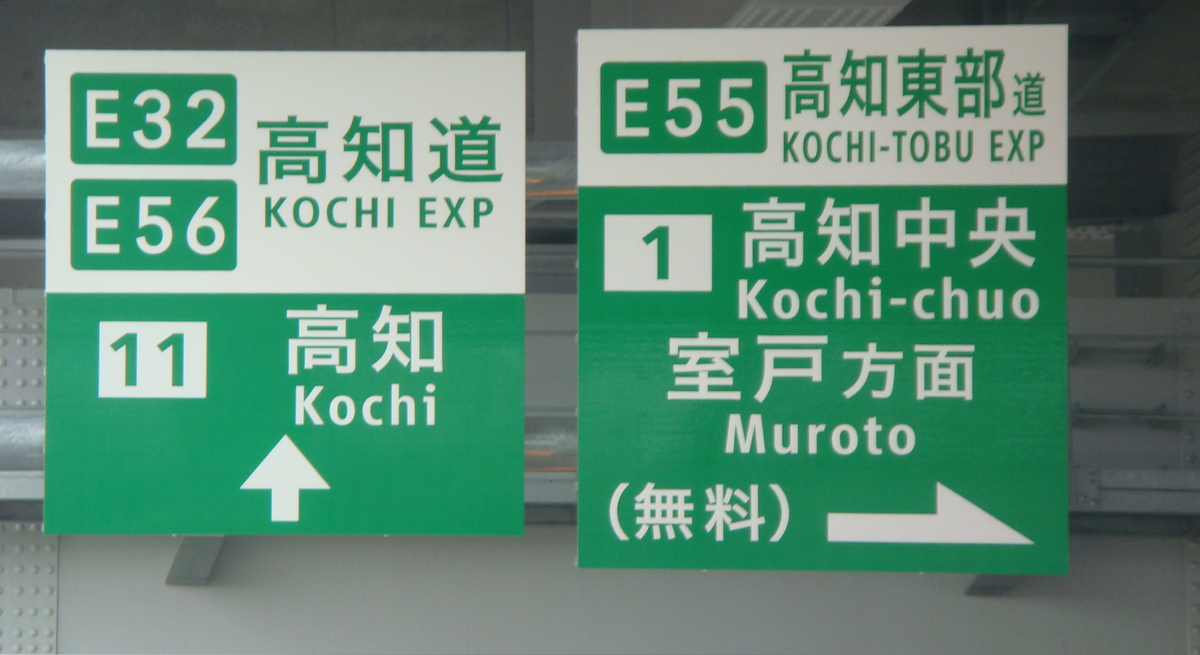 E32
E56
高知道
KOCHI EXP
11
高知
Kochi
E55
高知東部道
KOCHI-TOBU EXP
1
高知中央
Kochi-chuo
室戸方面
Muroto
(無料)